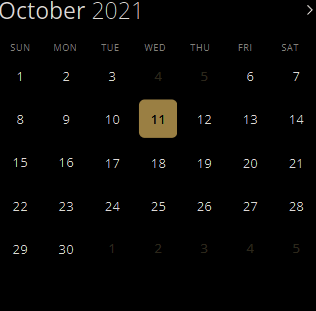 October 2021
SUN MON TUE WED THU FRI SAT
1 2 3 4 5 6 7
8 9 10 11 12 13 14
15 16 17 18 19 20 21
22 23 24 25 26 27 28
29 30 1 2 3 4 5